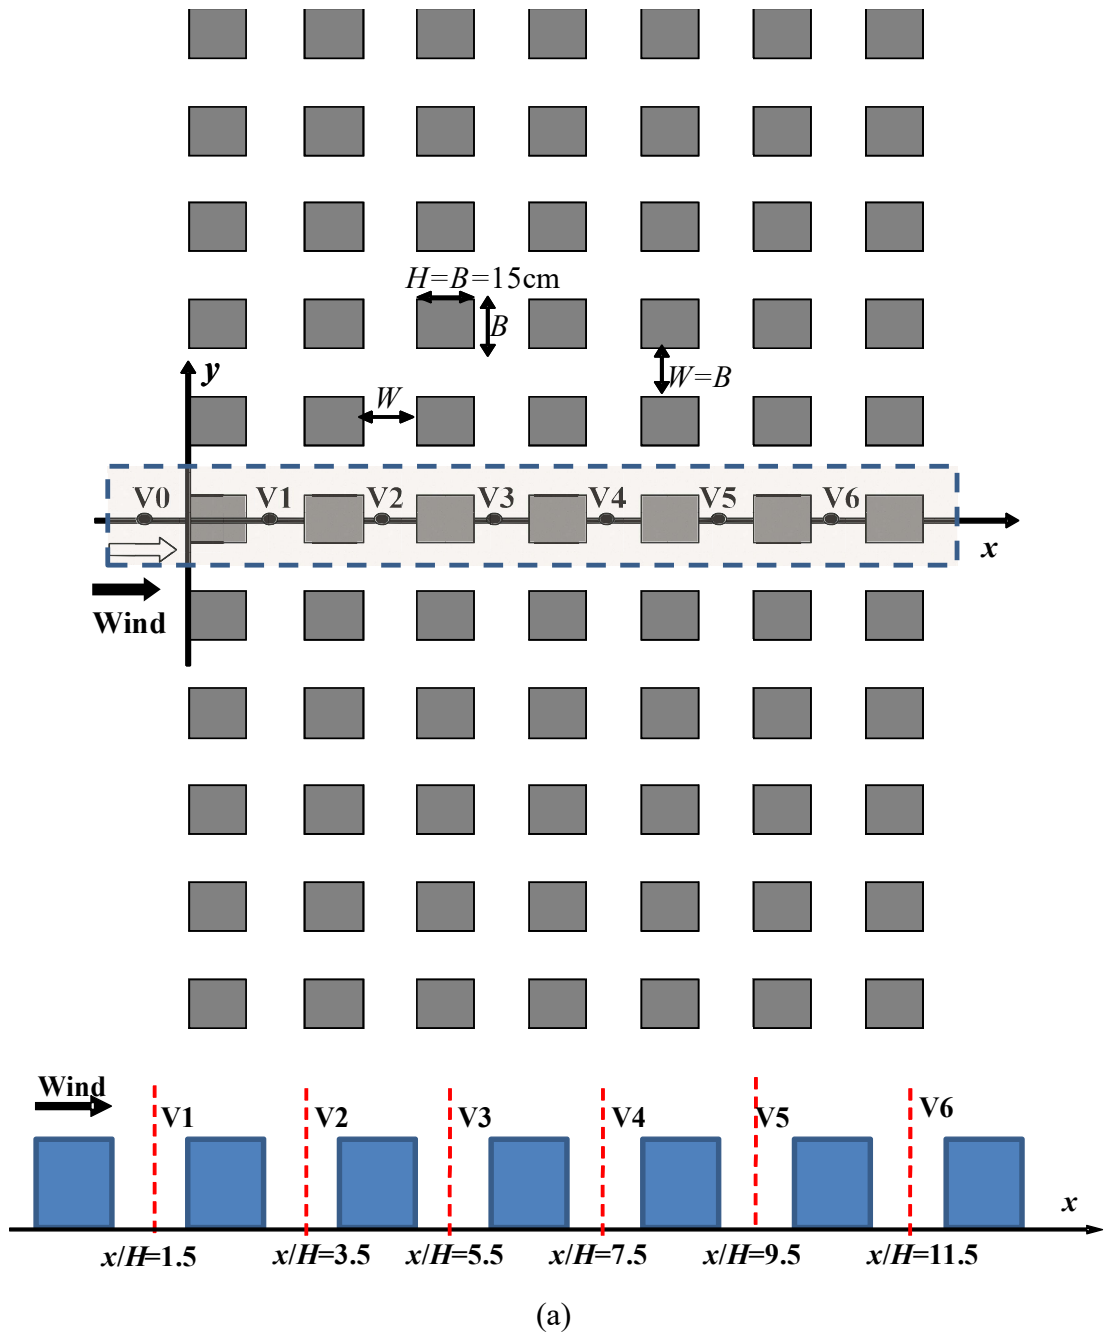 H=B=15cm
B
y
W=B
W
V0 V1 V2 V3 V4 V5 V6
x
Wind
Wind
V1 V2 V3 V4 V5 V6
x
x/H=1.5 x/H=3.5 x/H=5.5 x/H=7.5 x/H=9.5 x/H=11.5
(a)